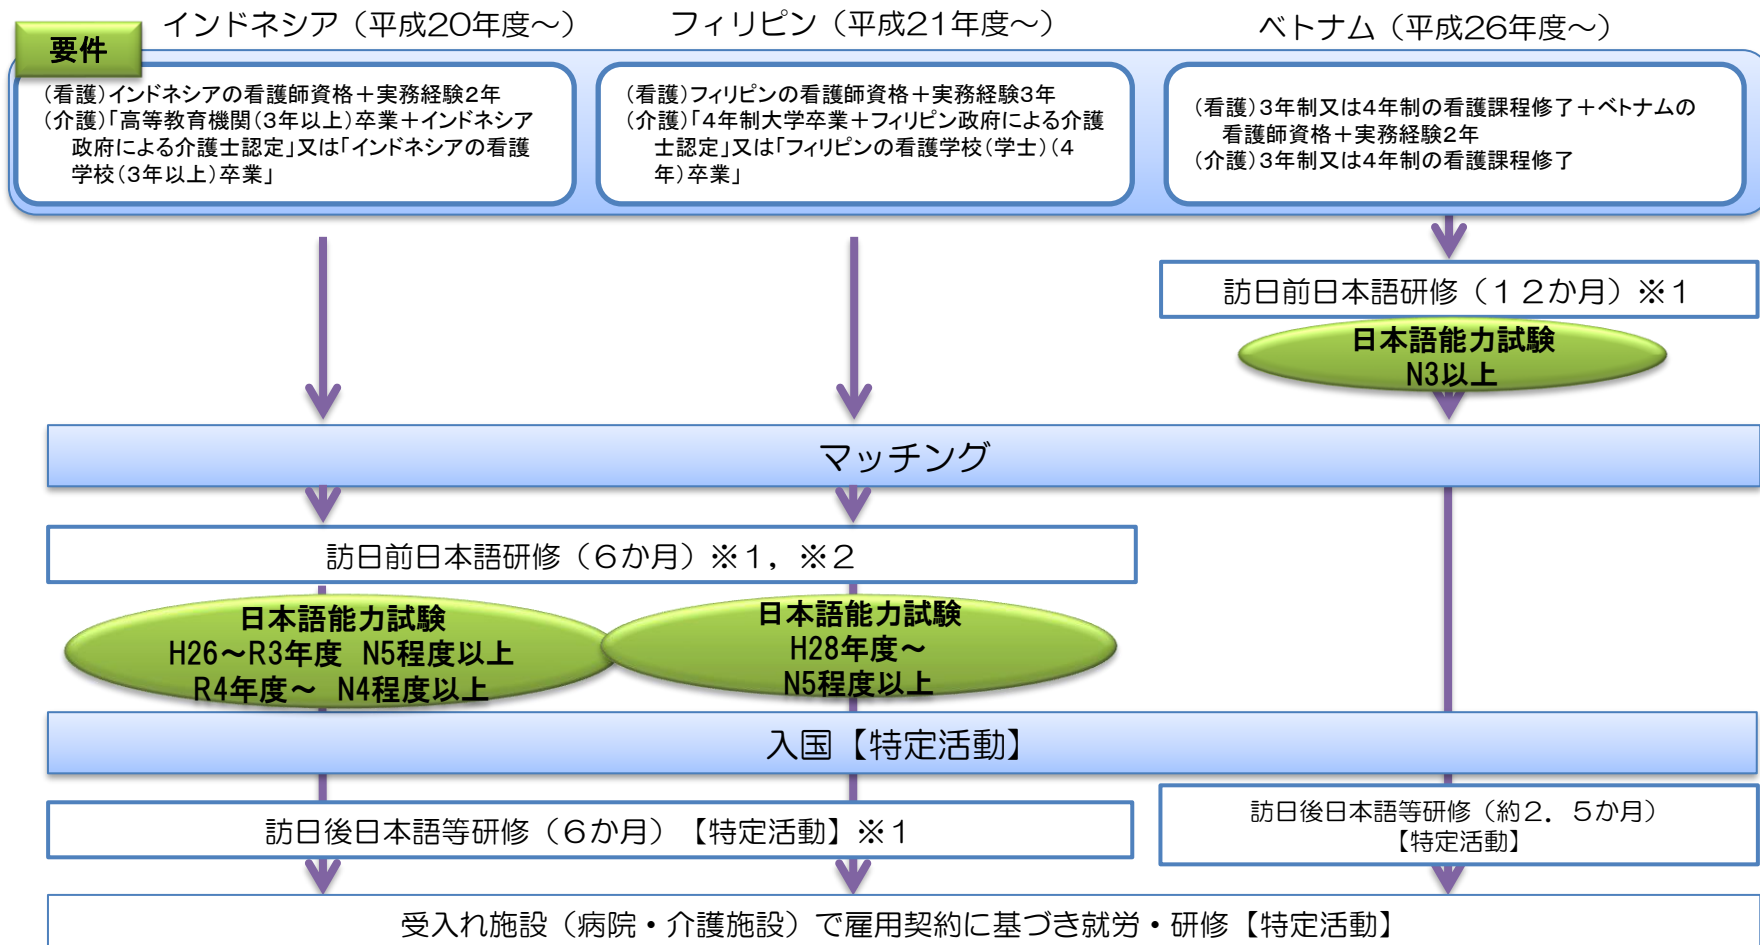 インドネシア（平成20年度～）
フィリピン（平成21年度～）
ベトナム（平成26年度～）
要件
（看護）インドネシアの看護師資格＋実務経験2年
（介護）「高等教育機関（3年以上）卒業＋インドネシア
政府による介護士認定」又は「インドネシアの看護
学校（3年以上）卒業」
（看護）フィリピンの看護師資格＋実務経験3年
（介護）「4年制大学卒業＋フィリピン政府による介護
士認定」又は「フィリピンの看護学校（学士）（4
年）卒業」
（看護）3年制又は4年制の看護課程修了＋ベトナムの
看護師資格＋実務経験2年
（介護）3年制又は4年制の看護課程修了
訪日前日本語研修（１２か月）※１
日本語能力試験
N3以上
マッチング
訪日前日本語研修（６か月）※１，※２
日本語能力試験
H26～R3年度 N5程度以上
R4年度～ N4程度以上
日本語能力試験
H28年度～
N5程度以上
入国【特定活動】
訪日後日本語等研修（６か月）【特定活動】※１
訪日後日本語等研修（約２．５か月）
【特定活動】
受入れ施設（病院・介護施設）で雇用契約に基づき就労・研修【特定活動】